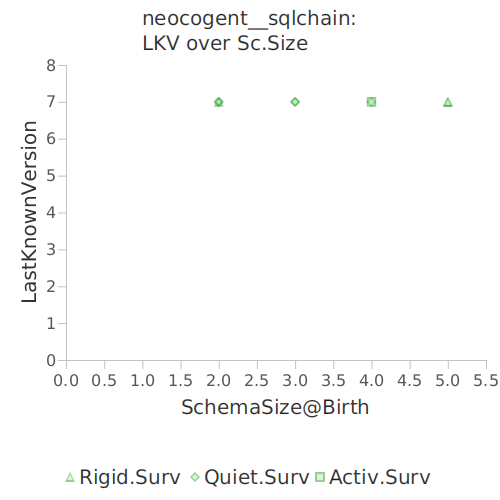 neocogent__sqlchain:
LKV over Sc.Size
8
7
6
5
4
3
2
1
0
LastKnownVersion
0.0 0.5 1.0 1.5 2.0 2.5 3.0 3.5 4.0 4.5 5.0 5.5
SchemaSize@Birth
Rigid.Surv Quiet.Surv Activ.Surv